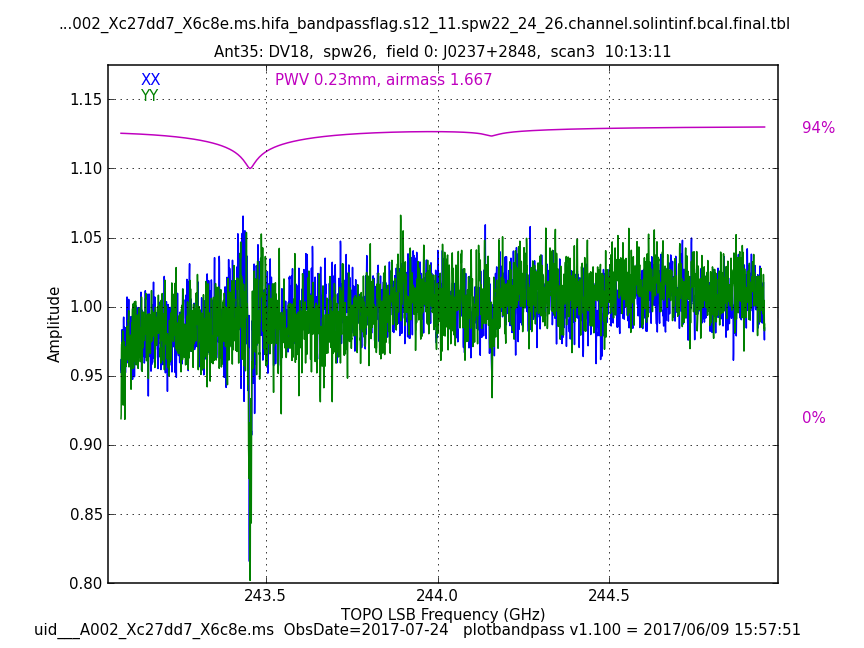 ...002_Xc27dd7_X6c8e.ms.hifa_bandpassflag.s12_11.spw22_24_26.channel.solintinf.bcal.final.tbl
Ant35: DV18, spw26, field 0: J0237+2848, scan3 10:13:11
XX
PWV 0.23mm, airmass 1.667
YY
1.15
94%
1.10
1.05
1.00
Amplitude
0.95
0%
0.90
0.85
0.80
243.5 244.0 244.5
TOPO LSB Frequency (GHz)
uid___A002_Xc27dd7_X6c8e.ms ObsDate=2017-07-24 plotbandpass v1.100 = 2017/06/09 15:57:51